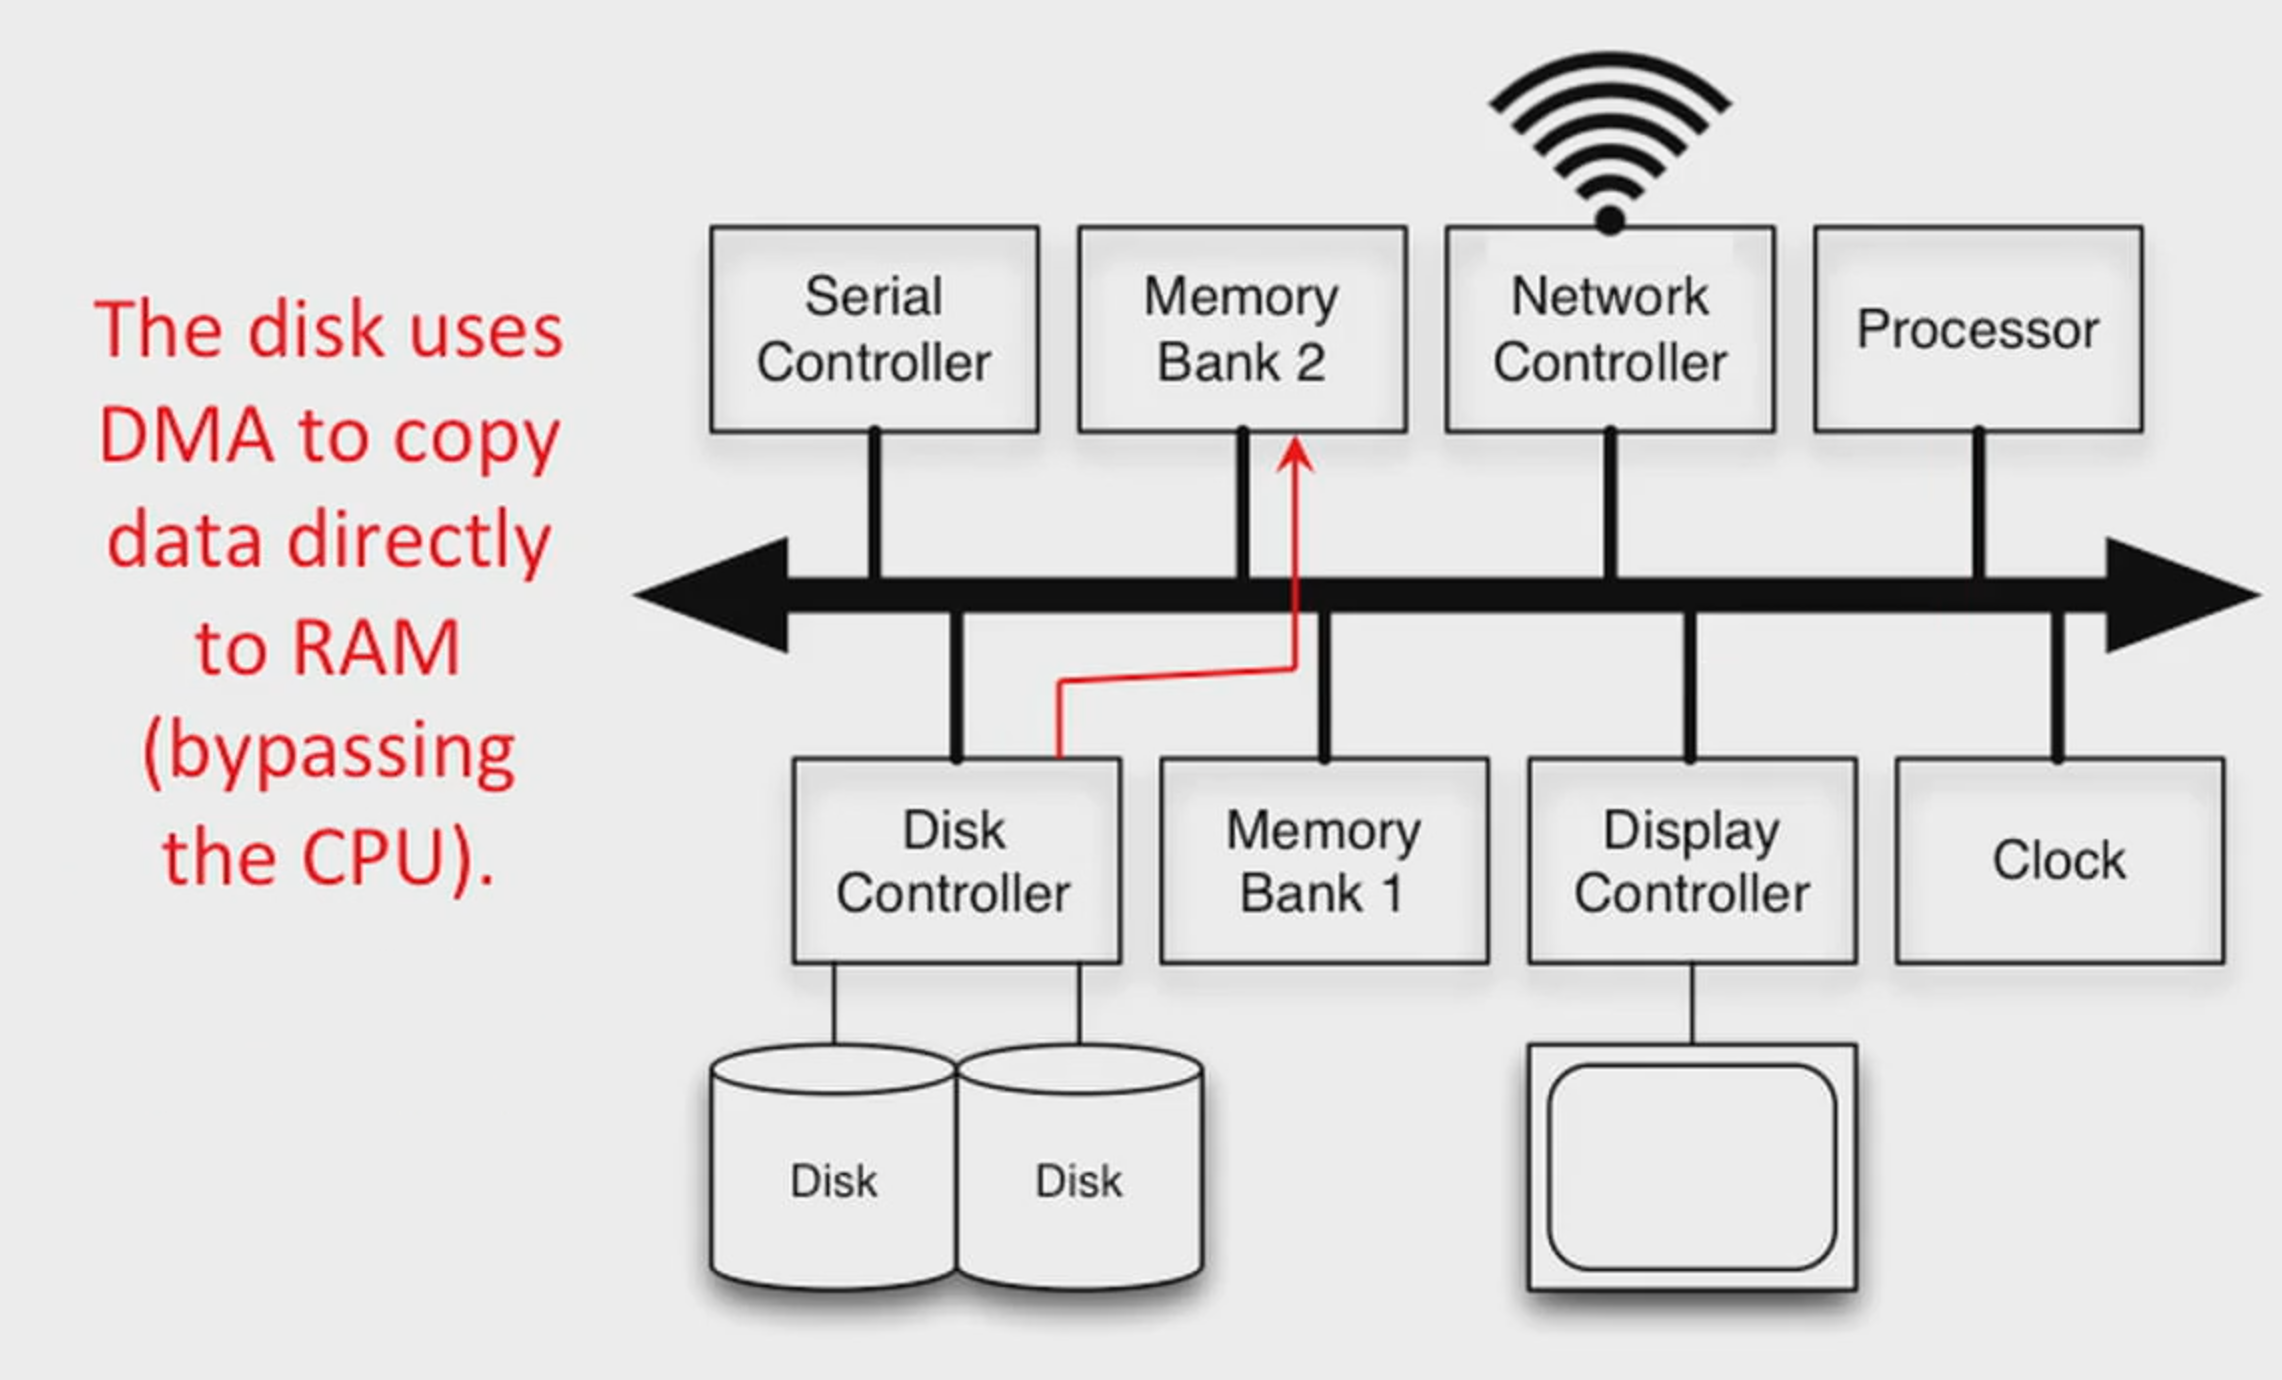 The disk uses
DMA to copy
data directly
to RAM
(bypassing
the CPU).
Serial
Controller
Memory
Bank 2
Network
Controller
Processor
Disk
Controller
Memory
Bank 1
Display
Controller
Clock
Disk
Disk